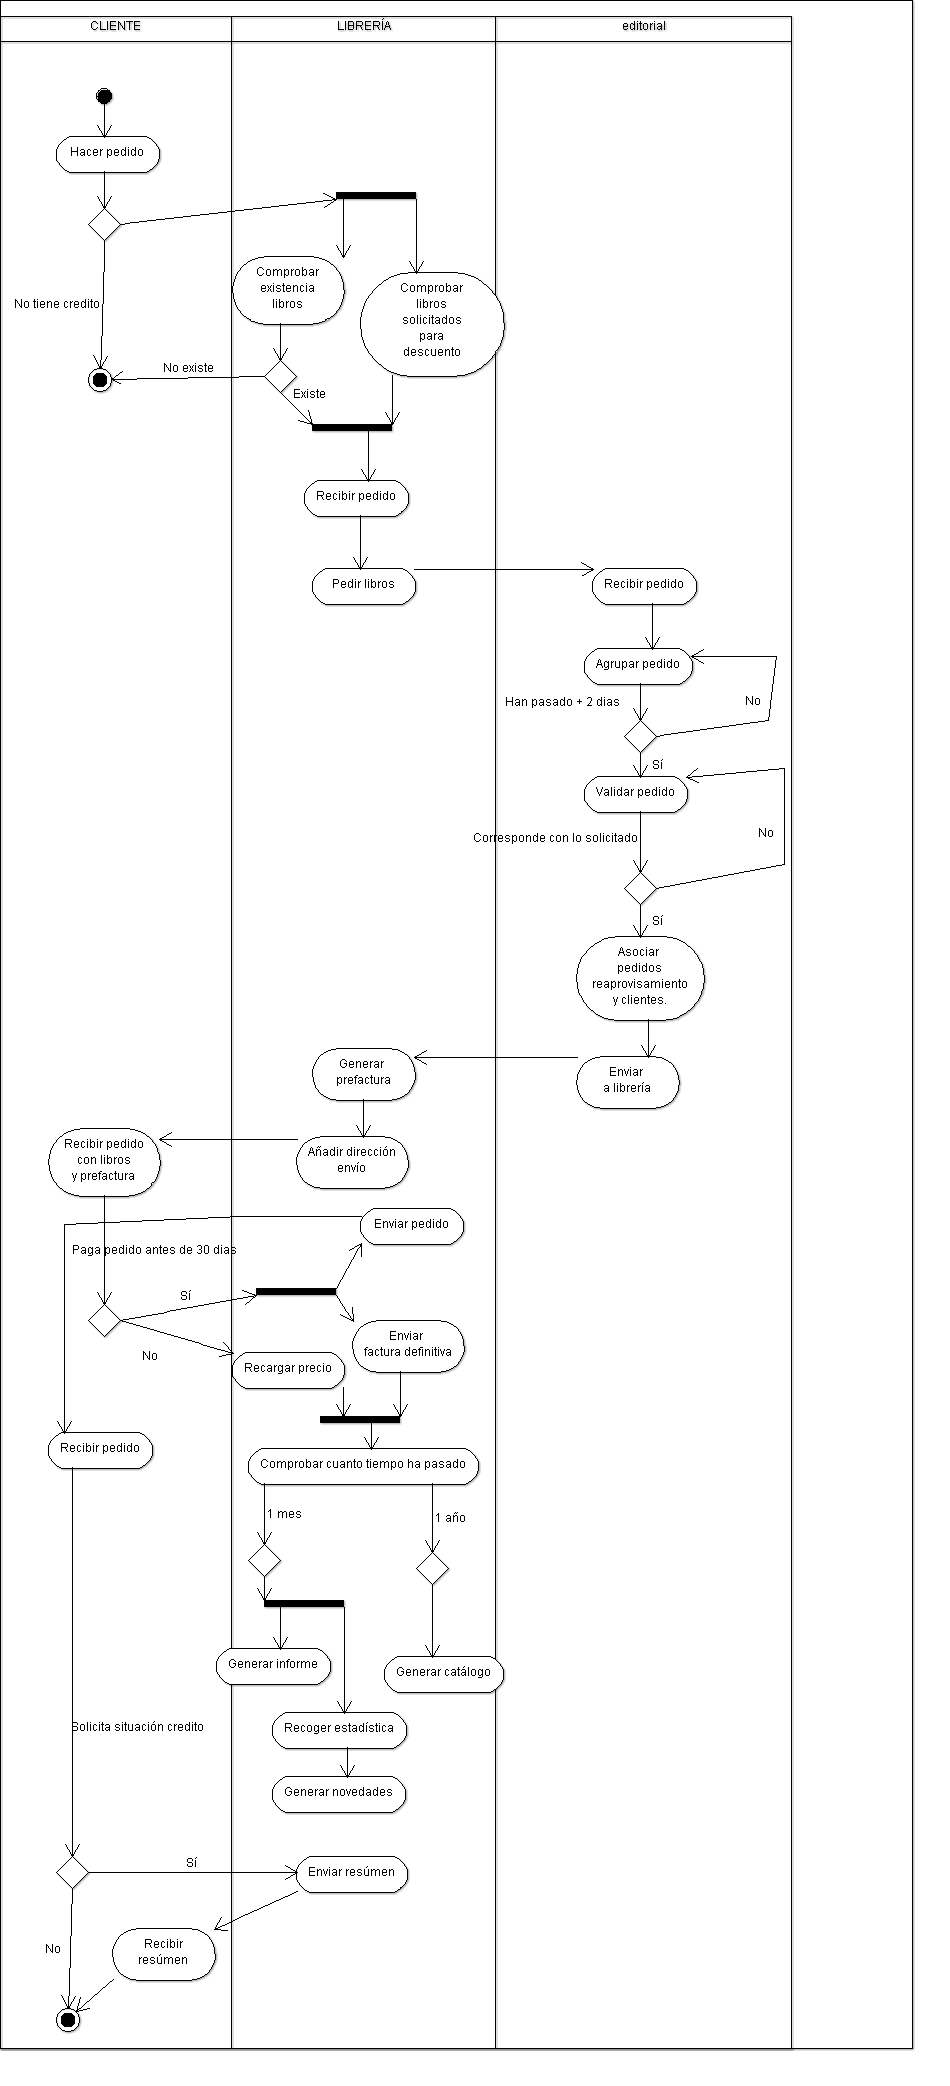 CLIENTE
LIBRERÍA
editorial
Hacer pedido
No tiene credito
Comprobar
existencia
libros
Comprobar
libros
solicitados
para
descuento
No existe
Existe
Recibir pedido
Pedir libros
Recibir pedido
Agrupar pedido
Han pasado + 2 dias
No
Sí
Validar pedido
Corresponde con lo solicitado
No
Sí
Asociar
pedidos
reaprovisamiento
y clientes.
Enviar
a librería
Generar
prefactura
Añadir dirección
envío
Recibir pedido
con libros
y prefactura
Enviar pedido
Paga pedido antes de 30 dias
Sí
No
Enviar
factura definitiva
Recargar precio
Recibir pedido
Comprobar cuanto tiempo ha pasado
1 mes
1 año
Generar informe
Generar catálogo
Recoger estadística
Solicita situación credito
Generar novedades
Sí
Enviar resúmen
No
Recibir
resúmen